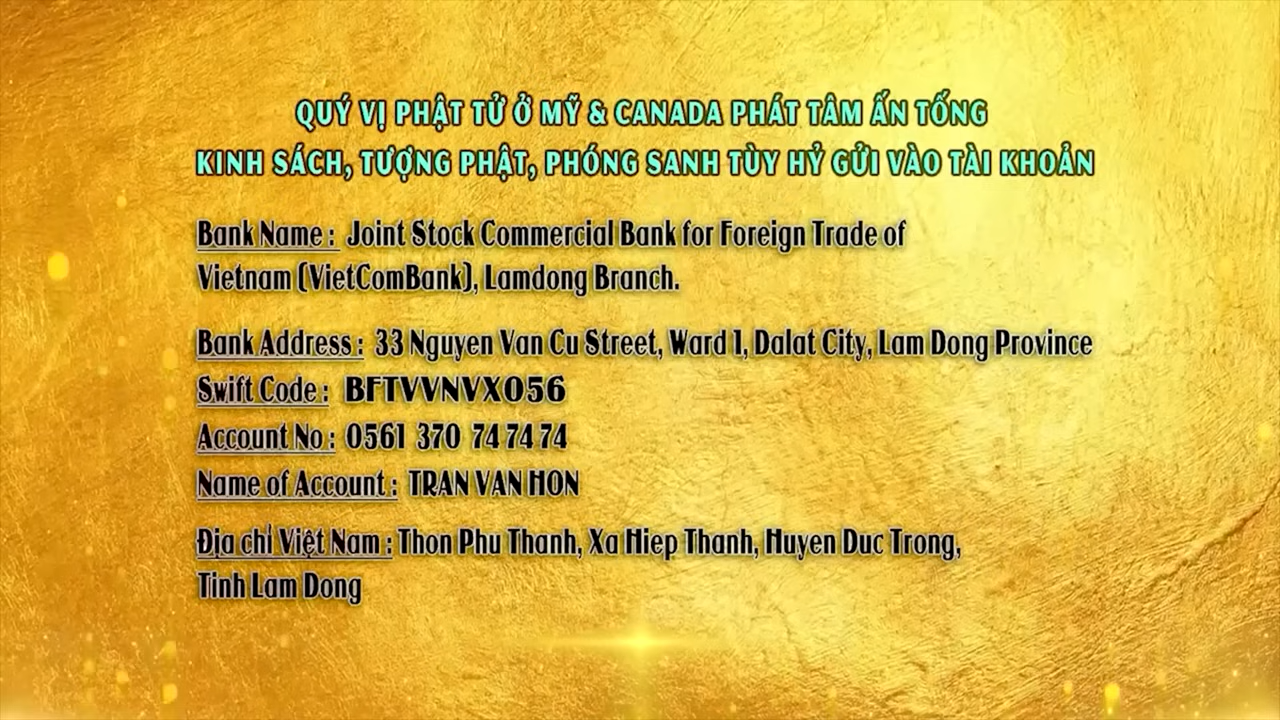 QUÝ VỊ PHẬT TỬ Ở MỸ & CANADA PHÁT TÂM ẤN TỐNG
KINH SÁCH, TƯỢNG PHẬT, PHÓNG SANH TÙY HỶ GỬI VÀO TÀI KHOẢN
Bank Name : Joint Stock Commercial Bank for Foreign Trade of
Vietnam (VietComBank), Lamdong Branch.
Bank Address : 33 Nguyen Van Cu Street, Ward 1, Dalat City, Lam Dong Province
Swift Code : BFTVVNVX056
Account No : 0561 370 74 74 74
Name of Account : TRAN VAN HON
Địa chỉ Việt Nam : Thon Phu Thanh, Xa Hiep Thanh, Huyen Duc Trong,
Tinh Lam Dong